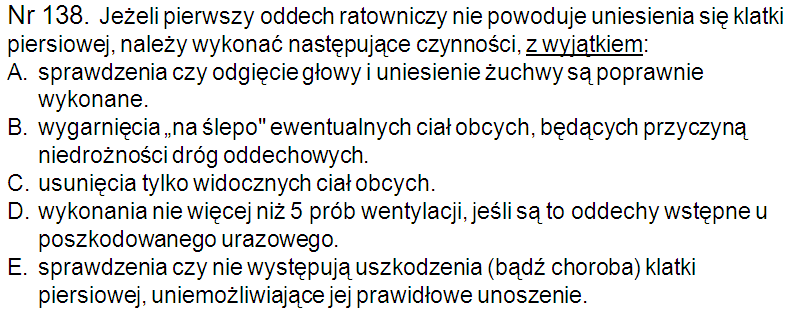 Nr 138. Jeżeli pierwszy oddech ratowniczy nie powoduje uniesienia się klatki
piersiowej, należy wykonać następujące czynności, z wyjątkiem:
A. sprawdzenia czy odgięcie głowy i uniesienie żuchwy są poprawnie
wykonane.
B. wygarnięcia „na ślepo" ewentualnych ciał obcych, będących przyczyną
niedrożności dróg oddechowych.
C. usunięcia tylko widocznych ciał obcych.
D. wykonania nie więcej niż 5 prób wentylacji, jeśli są to oddechy wstępne u
poszkodowanego urazowego.
E. sprawdzenia czy nie występują uszkodzenia (bądź choroba) klatki
piersiowej, uniemożliwiające jej prawidłowe unoszenie.